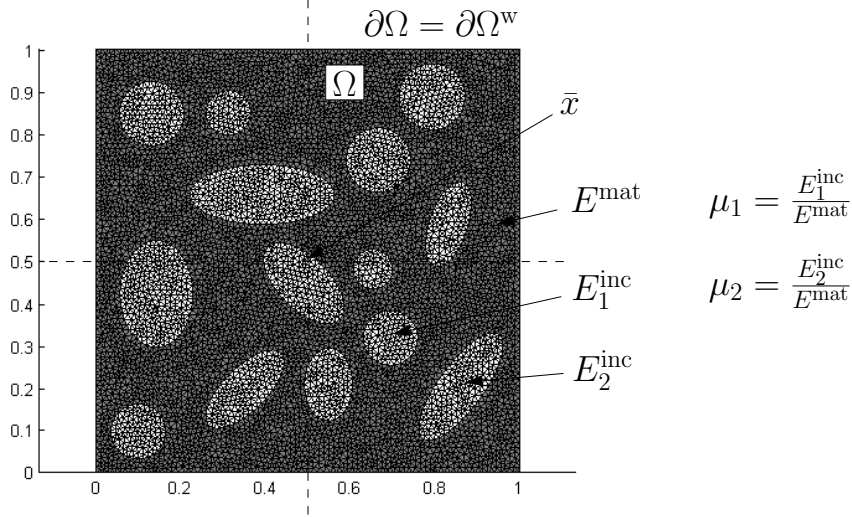 ∂Ω = ∂Ωʷ
1
0.9
0.8
0.7
0.6
0.5
0.4
0.3
0.2
0.1
0
0
0.2
0.4
0.6
0.8
1
Ω
x̄
E^mat
E_1^inc
E_2^inc
μ_1 = E_1^inc / E^mat
μ_2 = E_2^inc / E^mat